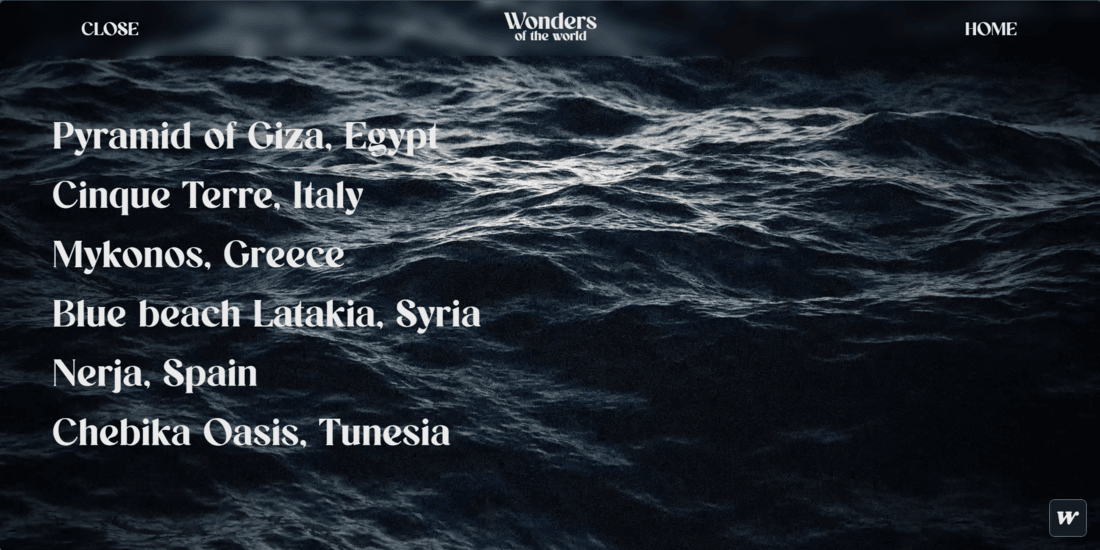 CLOSE
Wonders
of the world
HOME
Pyramid of Giza, Egypt
Cinque Terre, Italy
Mykonos, Greece
Blue beach Latakia, Syria
Nerja, Spain
Chebika Oasis, Tunesia
W